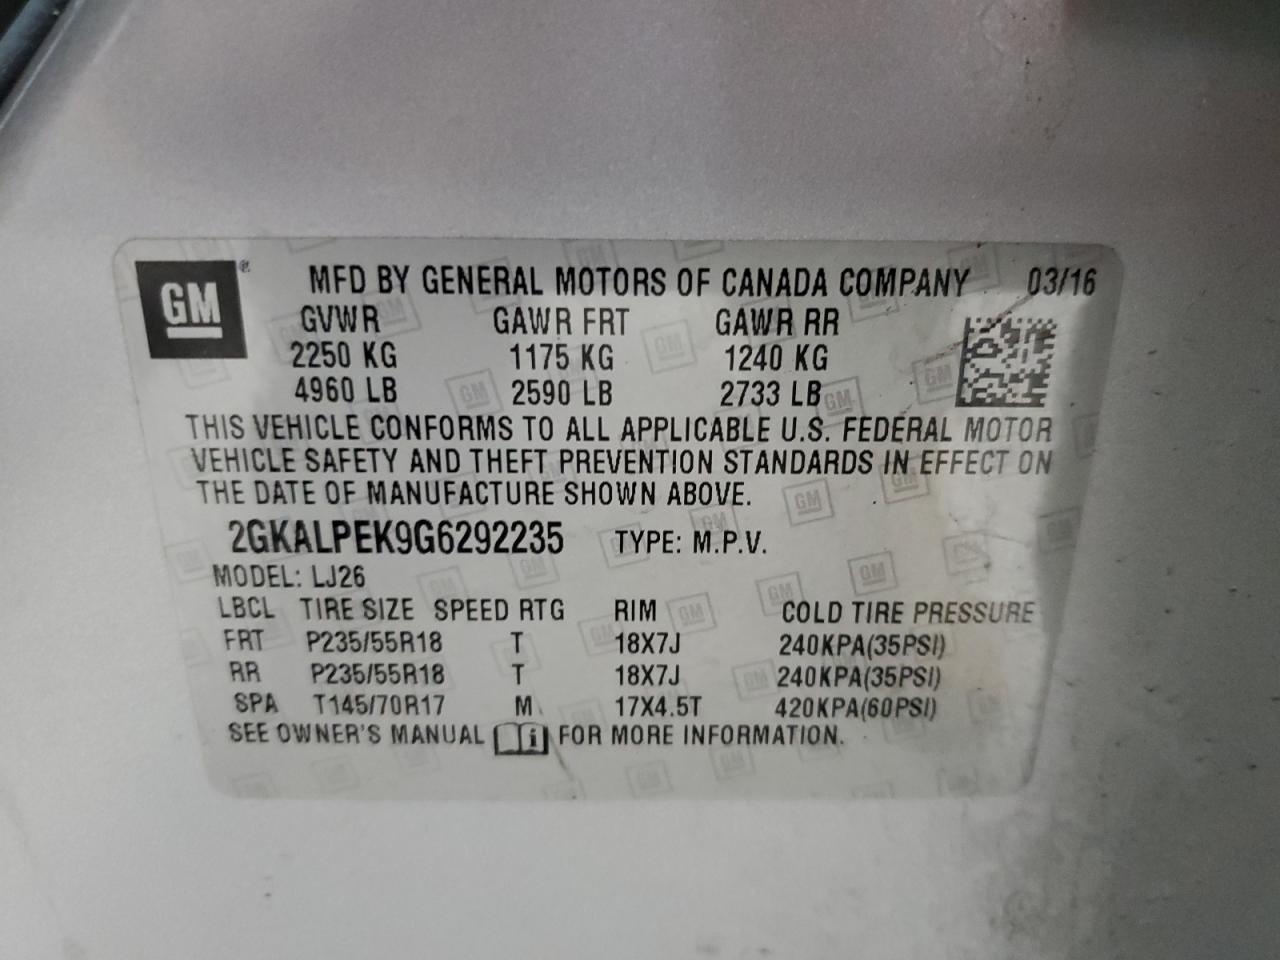 GM ® MFD BY GENERAL MOTORS OF CANADA COMPANY 03/16
GVWR GAWR FRT GAWR RR
2250 KG 1175 KG 1240 KG
4960 LB 2590 LB 2733 LB
THIS VEHICLE CONFORMS TO ALL APPLICABLE U.S. FEDERAL MOTOR
VEHICLE SAFETY AND THEFT PREVENTION STANDARDS IN EFFECT ON
THE DATE OF MANUFACTURE SHOWN ABOVE.
2GKALPEK9G6292235 TYPE: M.P.V.
MODEL: LJ26
LBCL TIRE SIZE SPEED RTG RIM COLD TIRE PRESSURE
FRT P235/55R18 T 18X7J 240KPA(35PSI)
RR P235/55R18 T 18X7J 240KPA(35PSI)
SPA T145/70R17 M 17X4.5T 420KPA(60PSI)
SEE OWNER'S MANUAL FOR MORE INFORMATION.